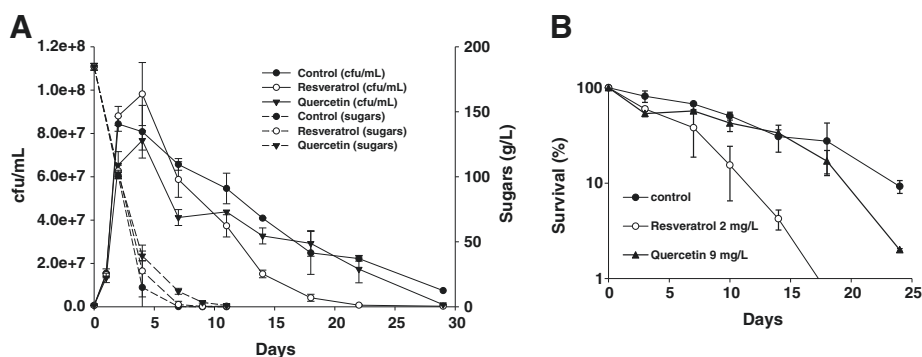 A
1.2e+8
1.0e+8
8.0e+7
6.0e+7
4.0e+7
2.0e+7
0.0
cfu/mL
0
5
10
15
20
25
30
Days
200
150
100
50
0
Sugars (g/L)
Control (cfu/mL)
Resveratrol (cfu/mL)
Quercetin (cfu/mL)
Control (sugars)
Resveratrol (sugars)
Quercetin (sugars)
B
100
10
1
Survival (%)
control
Resveratrol 2 mg/L
Quercetin 9 mg/L
0
5
10
15
20
25
Days